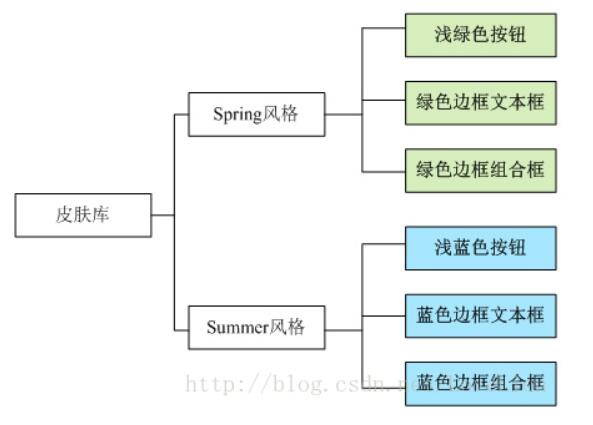 浅绿色按钮
Spring风格
绿色边框文本框
绿色边框组合框
皮肤库
浅蓝色按钮
Summer风格
蓝色边框文本框
蓝色边框组合框
http://blog.csdn.ne